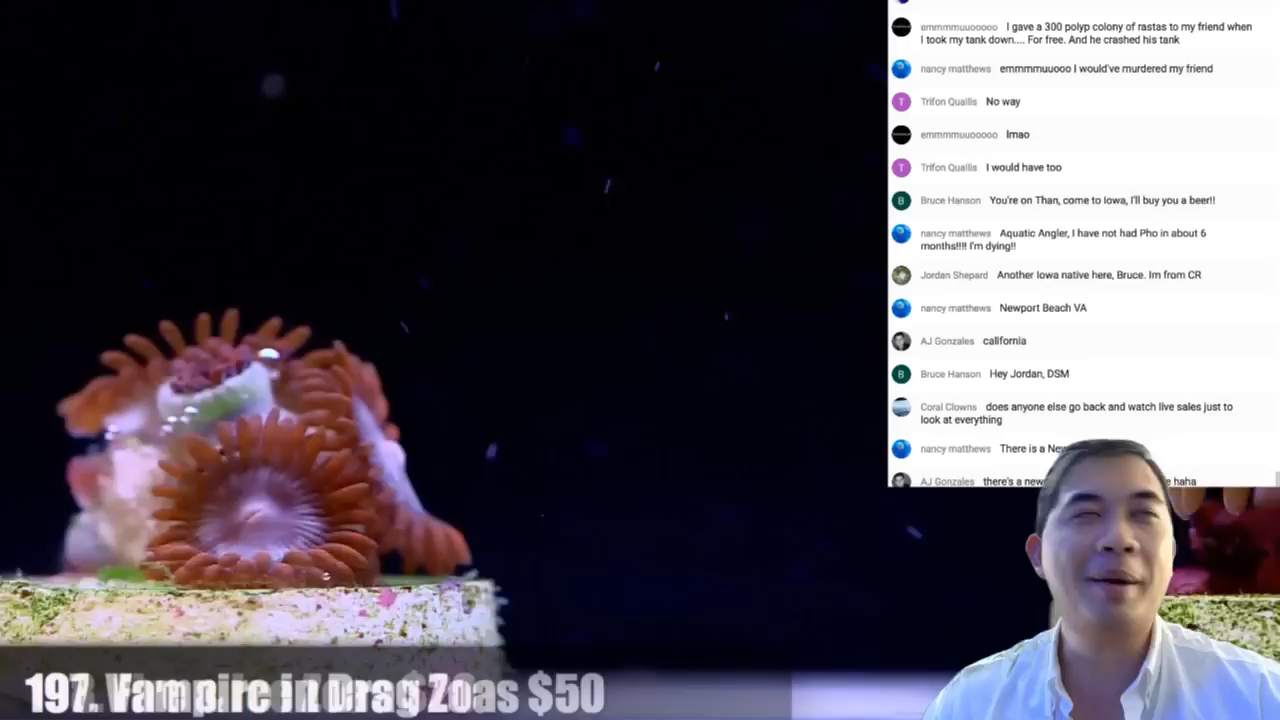 emmmmuuooooo I gave a 300 polyp colony of rastas to my friend when
I took my tank down.... For free. And he crashed his tank
nancy matthews emmmmuuooo I would've murdered my friend
T Trifon Quallis No way
emmmmuuooooo lmao
T Trifon Quallis I would have too
B Bruce Hanson You're on Than, come to Iowa, I'll buy you a beer!!
nancy matthews Aquatic Angler, I have not had Pho in about 6
months!!!! I'm dying!!
Jordan Shepard Another Iowa native here, Bruce. Im from CR
nancy matthews Newport Beach VA
AJ Gonzales california
B Bruce Hanson Hey Jordan, DSM
Coral Clowns does anyone else go back and watch live sales just to
look at everything
nancy matthews There is a
AJ Gonzales there's a haha
197. Vampire in Drag Zoas $50